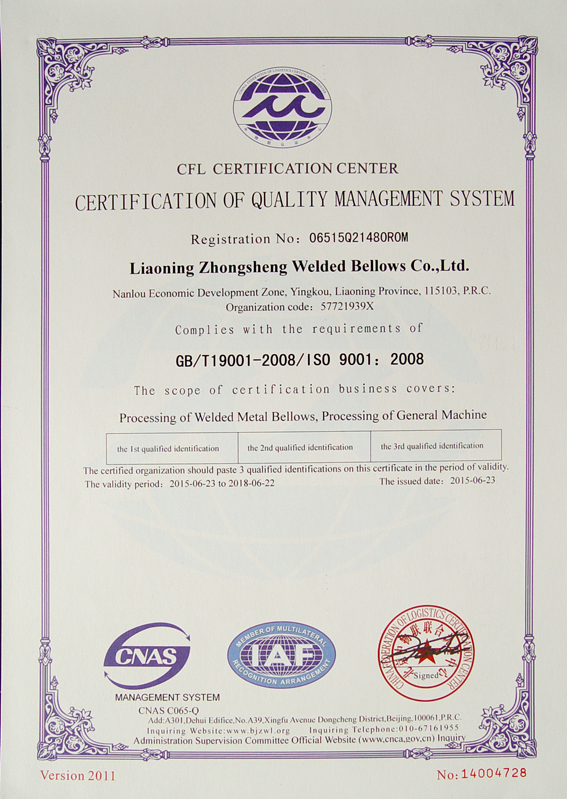 CFL CERTIFICATION CENTER
CERTIFICATION OF QUALITY MANAGEMENT SYSTEM
Registration No: 06515Q21480R0M
Liaoning Zhongsheng Welded Bellows Co.,Ltd.
Nanlou Economic Development Zone, Yingkou, Liaoning Province, 115103, P.R.C.
Organization code: 57721939X
Complies with the requirements of
GB/T19001-2008/ISO 9001: 2008
The scope of certification business covers:
Processing of Welded Metal Bellows, Processing of General Machine
the 1st qualified identification the 2nd qualified identification the 3rd qualified identification
The certified organization should paste 3 qualified identifications on this certificate in the period of validity.
The validity period: 2015-06-23 to 2018-06-22 The issued date: 2015-06-23
CNAS
MANAGEMENT SYSTEM
CNAS C065-Q
MEMBER OF MULTILATERAL
IAF
RECOGNITION ARRANGEMENT
CHINA FEDERATION OF LOGISTICS CERTIFICATION CENTER
Signed
Add:A301,Dehui Edifice,No.A39,Xingfu Avenue Dongcheng District,Beijing,100061,P.R.C.
Inquiring Website:www.bjzwl.org Inquiring Telephone:010-67161955
Administration Supervision Committee Official Website (www.cnca.gov.cn) Inquiry
Version 2011 No:14004728